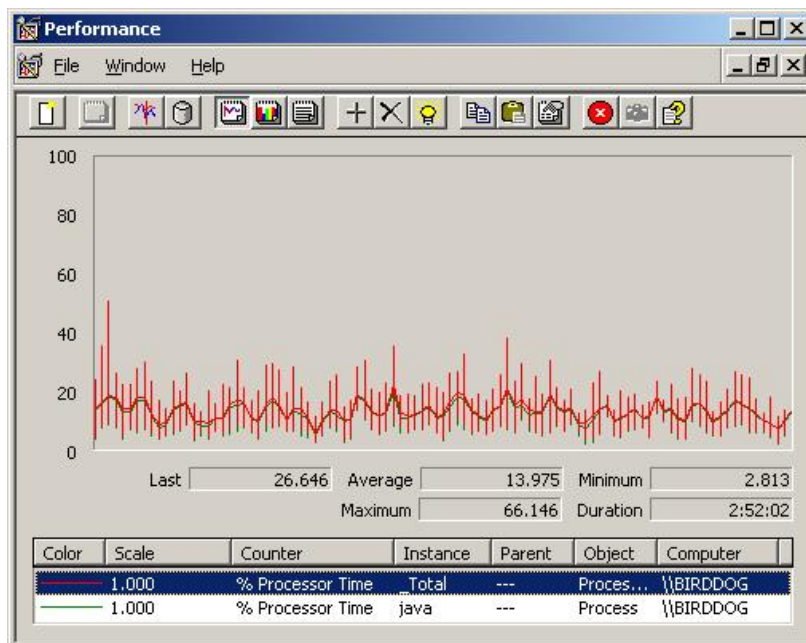 Performance
File Window Help
100
80
60
40
20
0
Last 26.646 Average 13.975 Minimum 2.813
Maximum 66.146 Duration 2:52:02
Color Scale Counter Instance Parent Object Computer
1.000 % Processor Time _Total --- Proces... \\BIRDDOG
1.000 % Processor Time java --- Process \\BIRDDOG